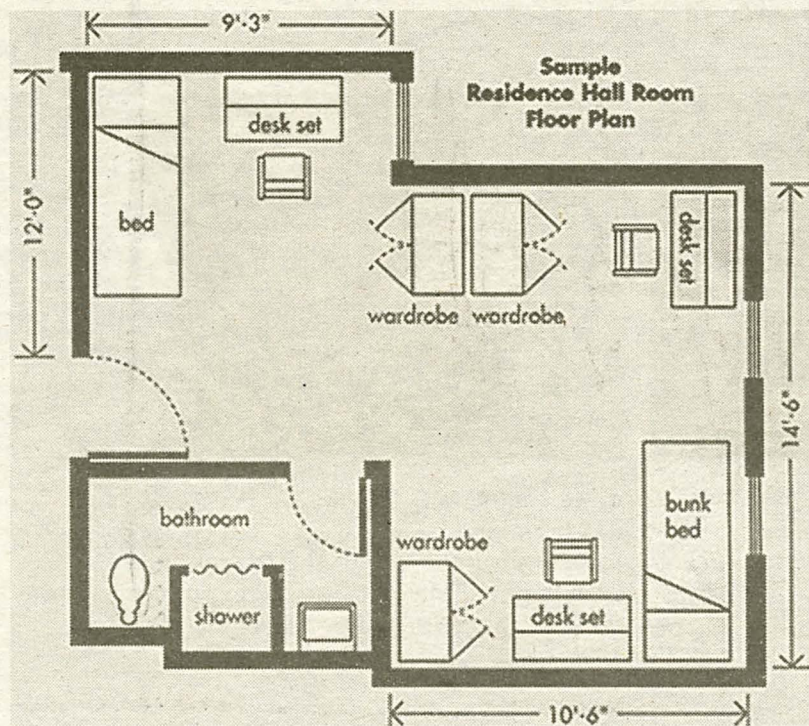 9'-3"
Sample
Residence Hall Room
Floor Plan
desk set
bed
12'-0"
desk set
wardrobe wardrobe,
14'-6"
bathroom
bunk
bed
wardrobe
shower
desk set
10'-6"